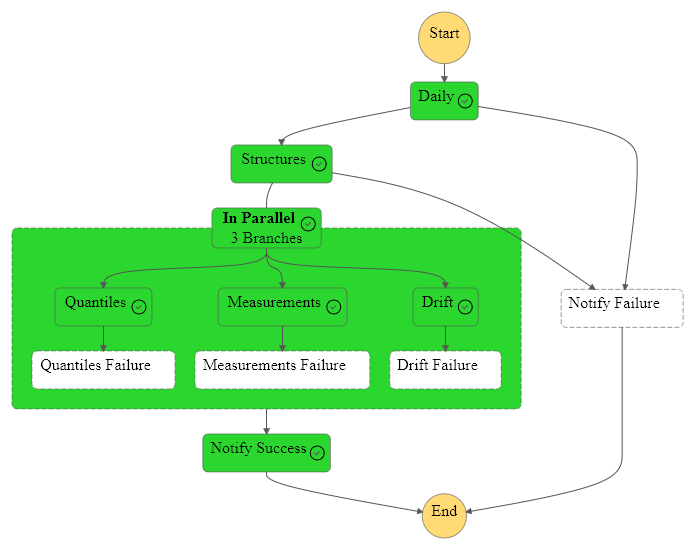 Start
Daily
Structures
In Parallel
3 Branches
Quantiles
Measurements
Drift
Notify Failure
Quantiles Failure
Measurements Failure
Drift Failure
Notify Success
End